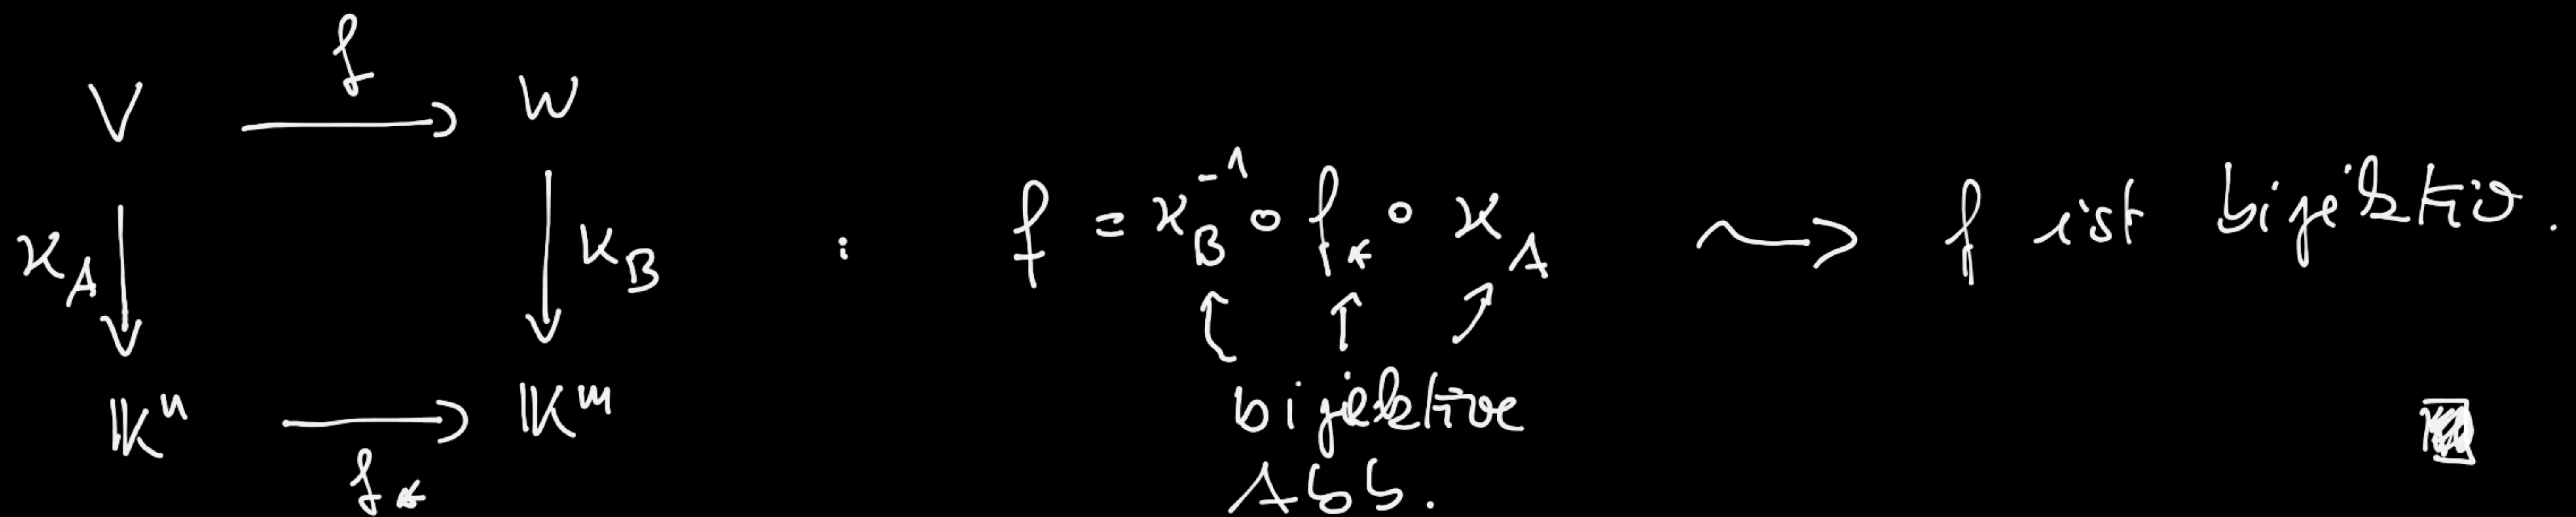 f
V → W
ϰ_A ↓ ↓ ϰ_B : f = ϰ_B^{-1} ∘ f_* ∘ ϰ_A ⇝ f ist bijektiv.
𝕂^n → 𝕂^m
f_*
bijektive
Abb.